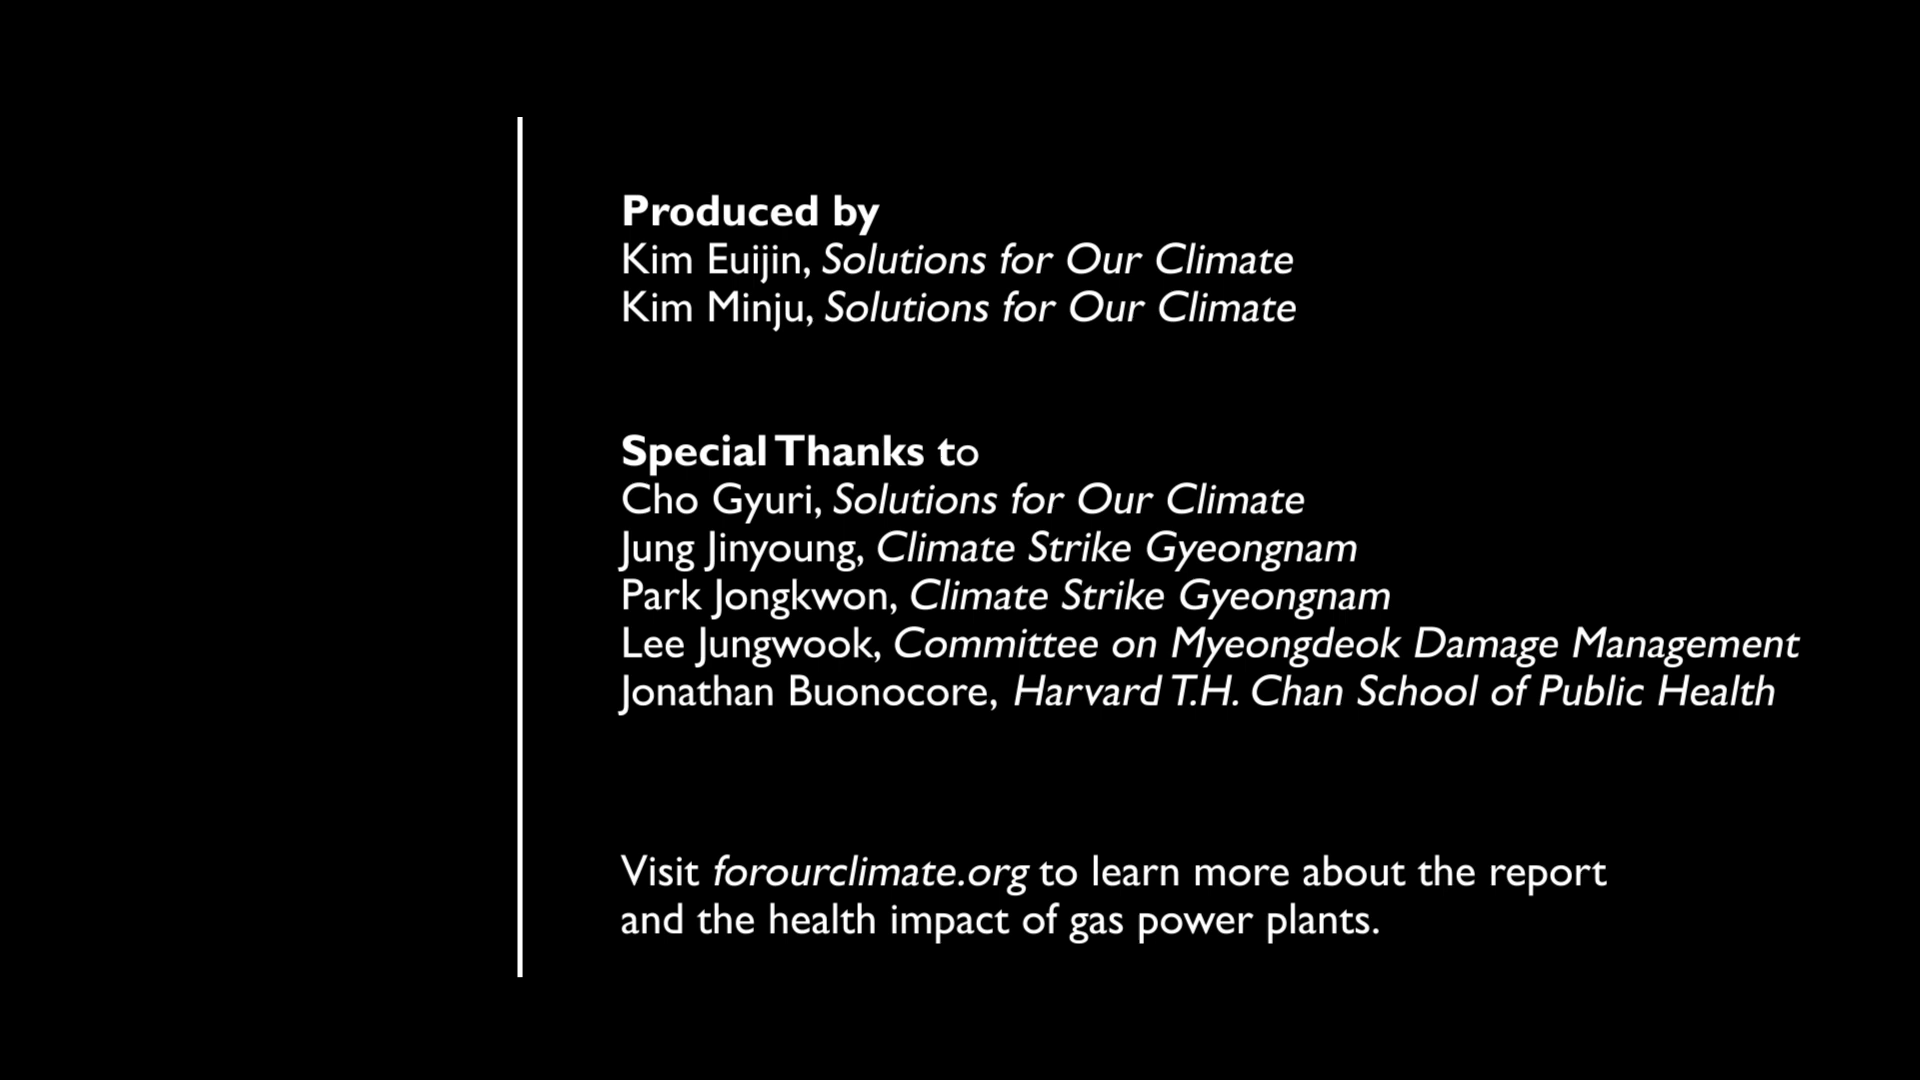 Produced by
Kim Euijin, Solutions for Our Climate
Kim Minju, Solutions for Our Climate
Special Thanks to
Cho Gyuri, Solutions for Our Climate
Jung Jinyoung, Climate Strike Gyeongnam
Park Jongkwon, Climate Strike Gyeongnam
Lee Jungwook, Committee on Myeongdeok Damage Management
Jonathan Buonocore, Harvard T.H. Chan School of Public Health
Visit forourclimate.org to learn more about the report
and the health impact of gas power plants.